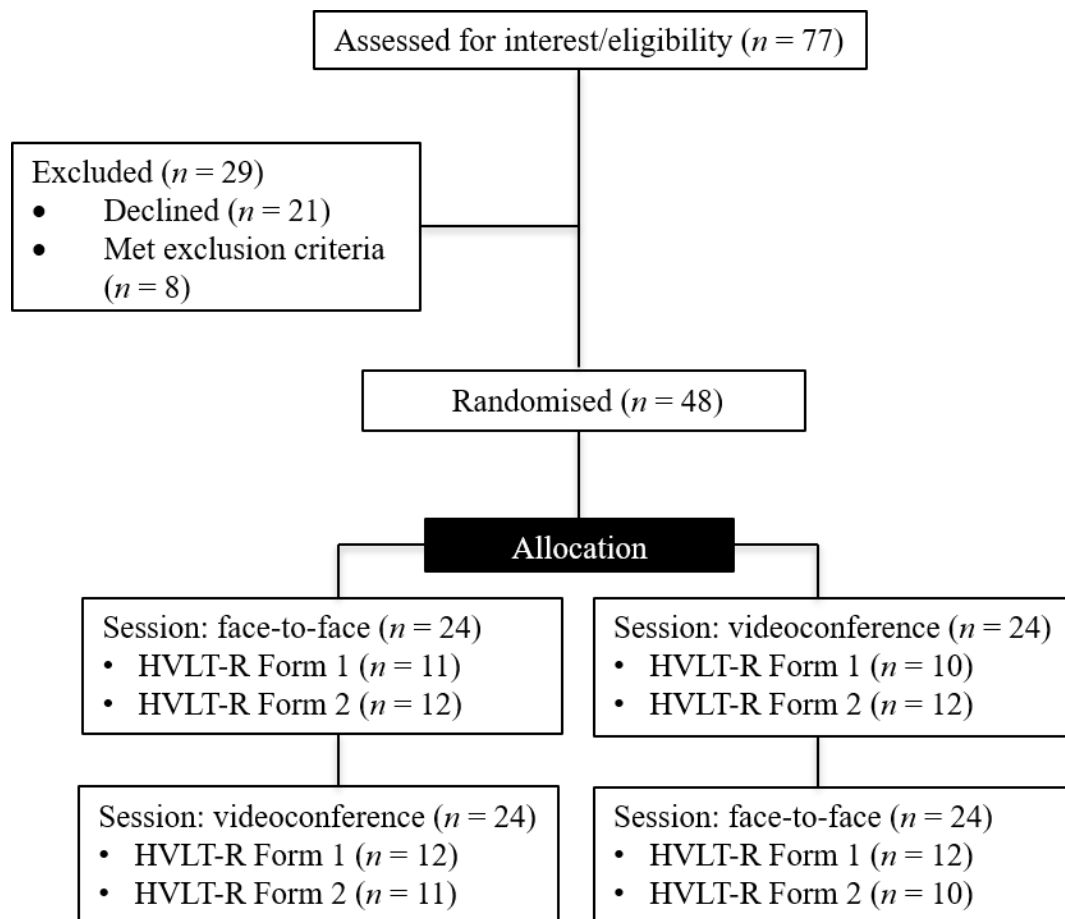 Assessed for interest/eligibility (n = 77)
Excluded (n = 29)
• Declined (n = 21)
• Met exclusion criteria
(n = 8)
Randomised (n = 48)
Allocation
Session: face-to-face (n = 24)
• HVLT-R Form 1 (n = 11)
• HVLT-R Form 2 (n = 12)
Session: videoconference (n = 24)
• HVLT-R Form 1 (n = 10)
• HVLT-R Form 2 (n = 12)
Session: videoconference (n = 24)
• HVLT-R Form 1 (n = 12)
• HVLT-R Form 2 (n = 11)
Session: face-to-face (n = 24)
• HVLT-R Form 1 (n = 12)
• HVLT-R Form 2 (n = 10)